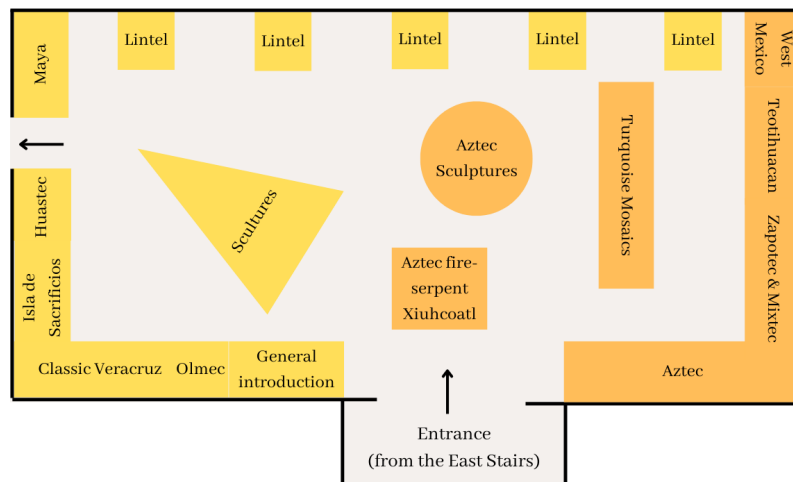 Lintel
Lintel
Lintel
Lintel
Lintel
Maya
West
Mexico
Teotihuacan
Zapotec & Mixtec
Turquoise Mosaics
Aztec
Sculptures
Scultures
Huastec
Isla de
Sacrificios
Aztec fire-
serpent
Xiuhcoatl
Classic Veracruz
Olmec
General
introduction
Aztec
Entrance
(from the East Stairs)